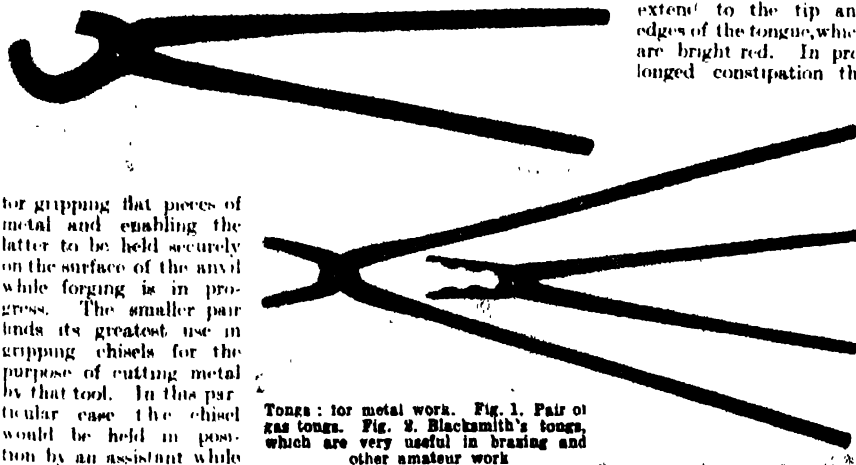 for gripping flat pieces of
metal and enabling the
latter to be held securely
on the surface of the anvil
while forging is in pro-
gress. The smaller pair
finds its greatest use in
gripping chisels for the
purpose of cutting metal
by that tool. In this par
ticular case the chisel
would be held in posi-
tion by an assistant while
Tongs : for metal work. Fig. 1. Pair of
gas tongs. Fig. 2. Blacksmith's tongs,
which are very useful in brazing and
other amateur work
extend to the tip an
edges of the tongue, whic
are bright red. In pro
longed constipation th